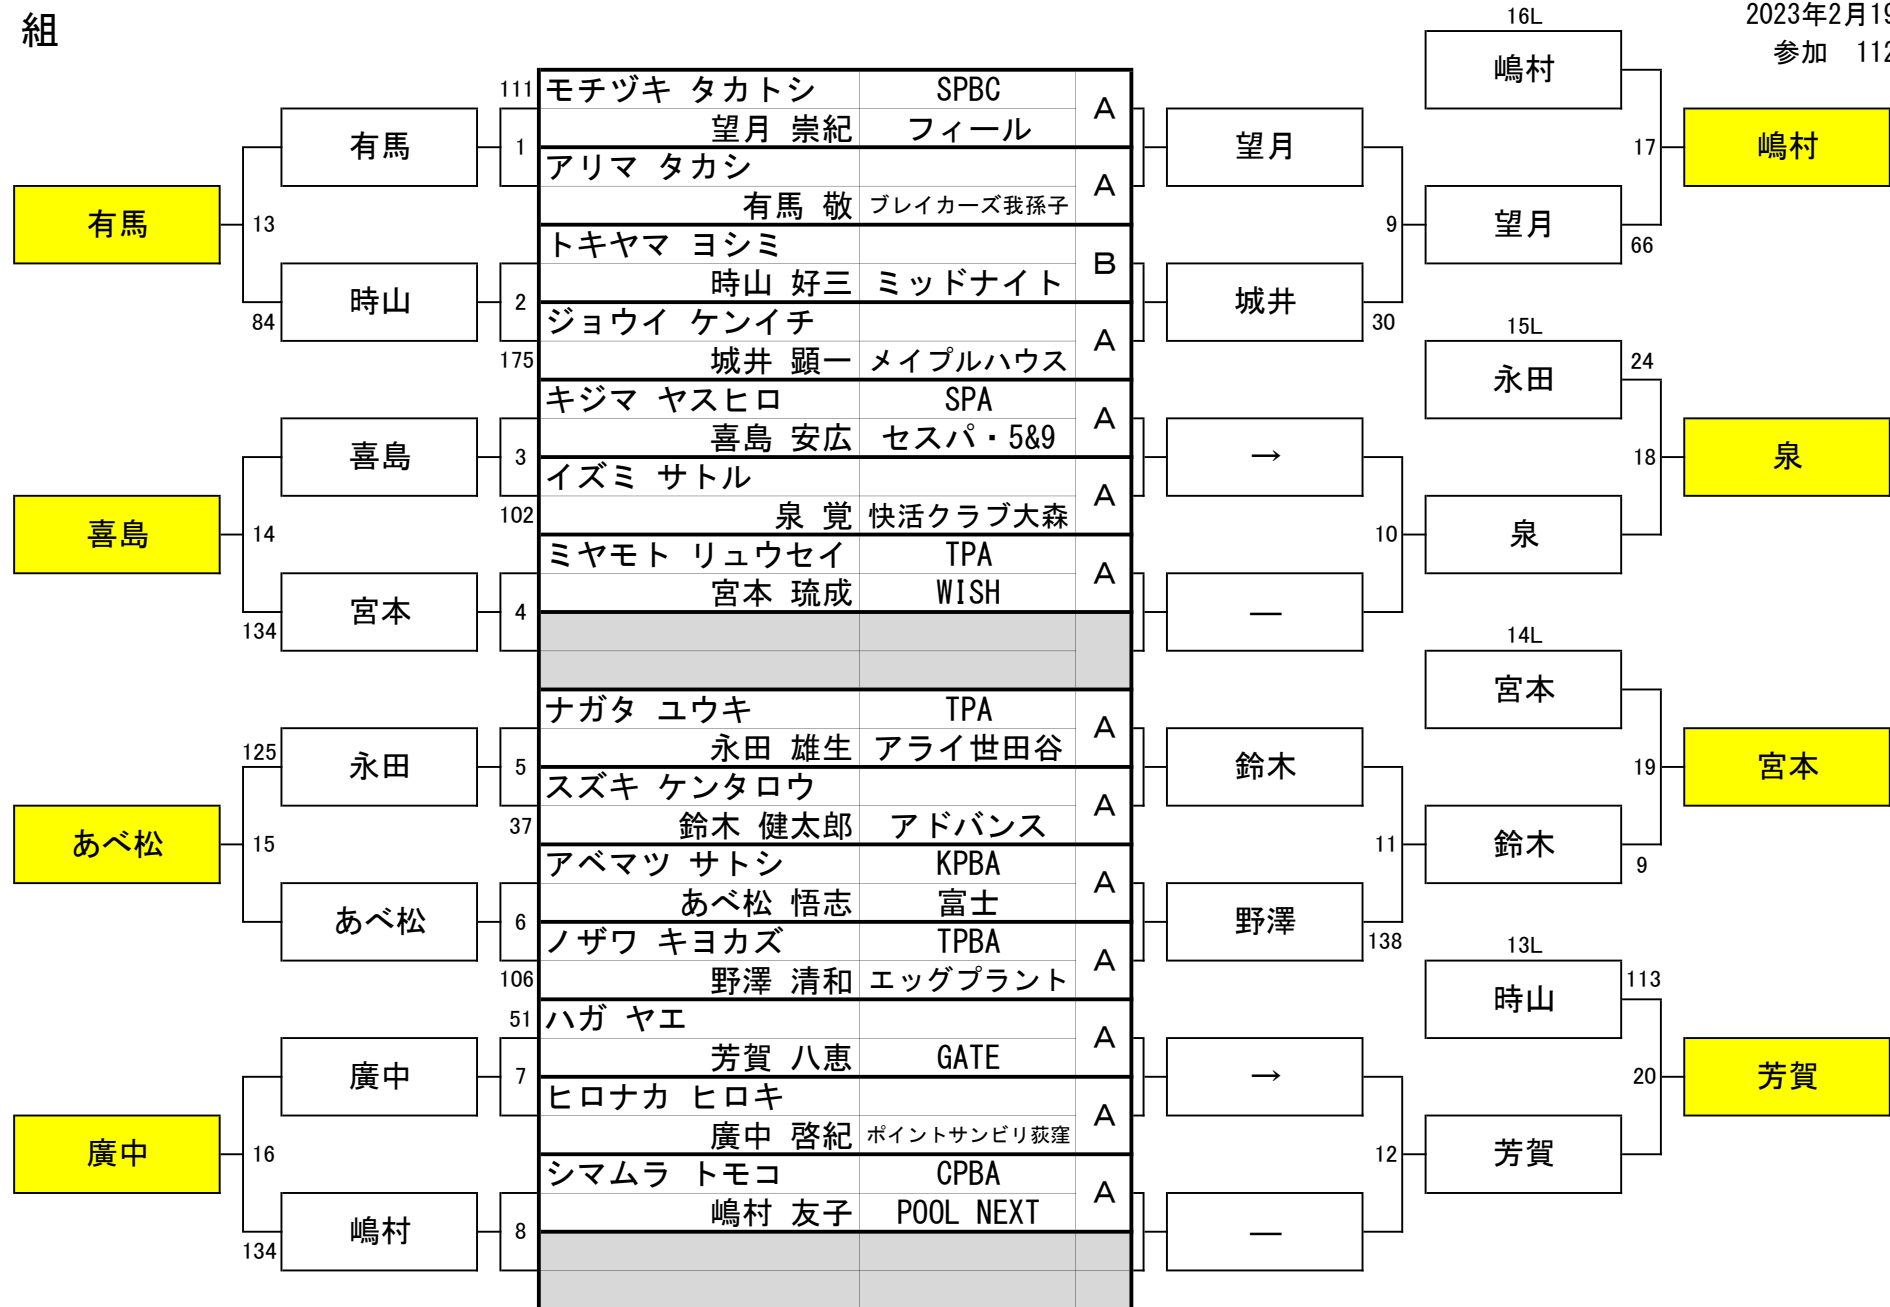 組
2023年2月19
参加 112
16L
嶋村
111 モチヅキ タカトシ SPBC A
望月 崇紀 フィール
有馬 1 望月 17 嶋村
アリマ タカシ A
有馬 敬 ブレイカーズ我孫子
有馬 13 9 望月 66
トキヤマ ヨシミ B
時山 好三 ミッドナイト
84 時山 2 城井 30
ジョウイ ケンイチ A
175 城井 顕一 メイプルハウス
15L
永田 24
キジマ ヤスヒロ SPA A
喜島 安広 セスパ・5&9
喜島 3 → 18 泉
イズミ サトル A
102 泉 覚 快活クラブ大森
喜島 14 10 泉
ミヤモト リュウセイ TPA A
宮本 琉成 WISH
134 宮本 4 —
14L
宮本
ナガタ ユウキ TPA A
永田 雄生 アライ世田谷
125 永田 5 鈴木 19 宮本
スズキ ケンタロウ A
37 鈴木 健太郎 アドバンス
あべ松 15 11 鈴木 9
アベマツ サトシ KPBA A
あべ松 悟志 富士
あべ松 6 野澤 138
ノザワ キヨカズ TPBA A
106 野澤 清和 エッグプラント
13L
時山 113
51 ハガ ヤエ A
芳賀 八恵 GATE
廣中 7 → 20 芳賀
ヒロナカ ヒロキ A
廣中 啓紀 ポイントサンビリ荻窪
廣中 16 12 芳賀
シマムラ トモコ CPBA A
嶋村 友子 POOL NEXT
134 嶋村 8 —